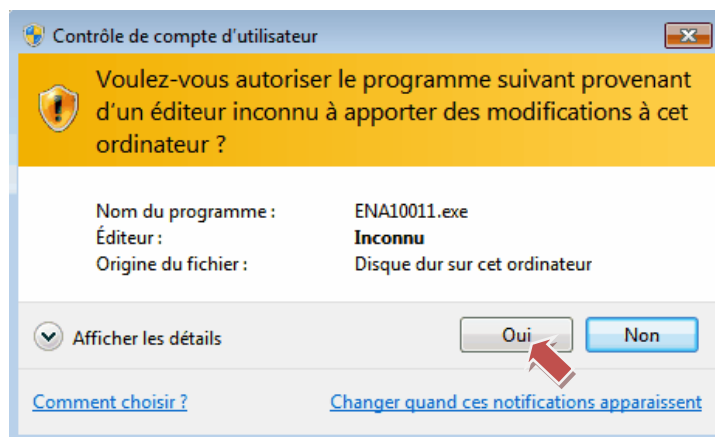 Contrôle de compte d'utilisateur
Voulez-vous autoriser le programme suivant provenant
d'un éditeur inconnu à apporter des modifications à cet
ordinateur ?
Nom du programme : ENA10011.exe
Éditeur : Inconnu
Origine du fichier : Disque dur sur cet ordinateur
Afficher les détails Oui Non
Comment choisir ? Changer quand ces notifications apparaissent